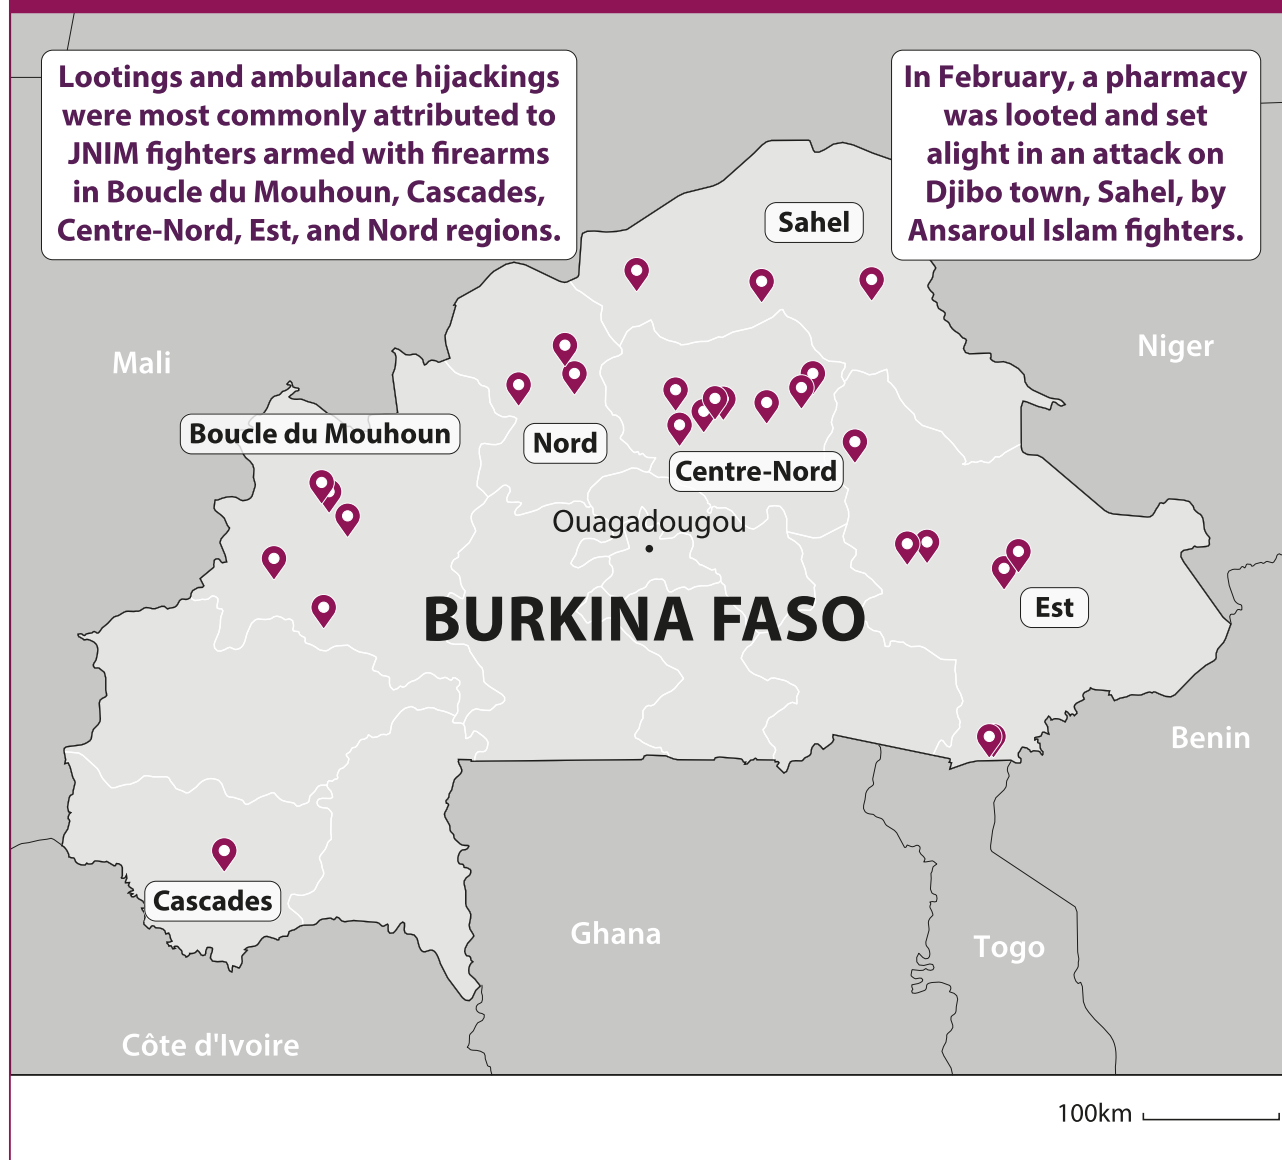 Lootings and ambulance hijackings
were most commonly attributed to
JNIM fighters armed with firearms
in Boucle du Mouhoun, Cascades,
Centre-Nord, Est, and Nord regions.
In February, a pharmacy
was looted and set
alight in an attack on
Djibo town, Sahel, by
Ansaroul Islam fighters.
Sahel
Niger
Mali
Boucle du Mouhoun
Nord
Centre-Nord
Ouagadougou
BURKINA FASO
Est
Benin
Cascades
Ghana
Togo
Côte d'Ivoire
100km